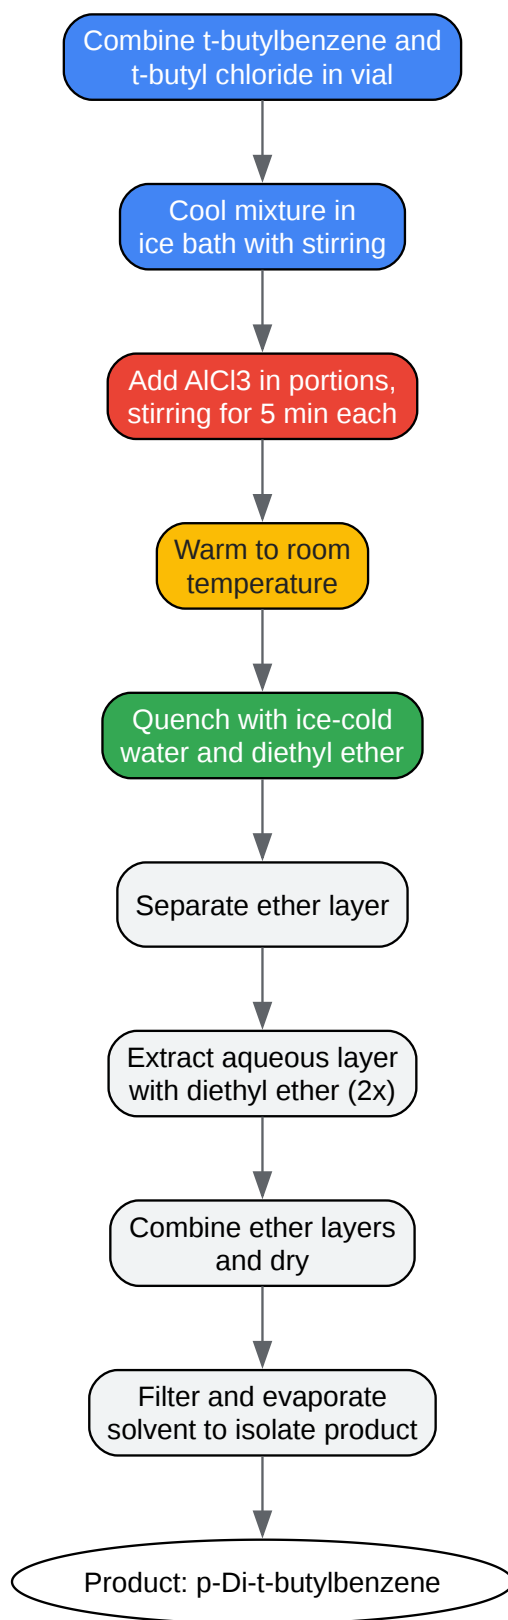 Combine t-butylbenzene and
t-butyl chloride in vial
Cool mixture in
ice bath with stirring
Add AlCl3 in portions,
stirring for 5 min each
Warm to room
temperature
Quench with ice-cold
water and diethyl ether
Separate ether layer
Extract aqueous layer
with diethyl ether (2x)
Combine ether layers
and dry
Filter and evaporate
solvent to isolate product
Product: p-Di-t-butylbenzene